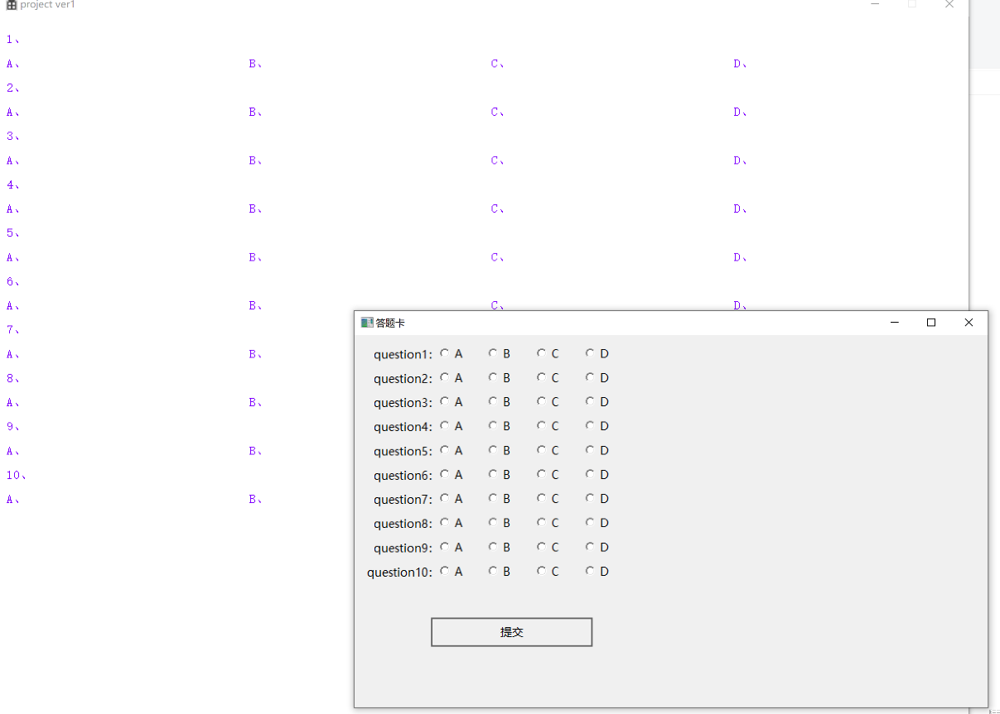 project ver1
1、
A、 B、 C、 D、
2、
A、 B、 C、 D、
3、
A、 B、 C、 D、
4、
A、 B、 C、 D、
5、
A、 B、 C、 D、
6、
A、 B、 C、 D、
7、
A、 B、
8、
A、 B、
9、
A、 B、
10、
A、 B、
答题卡
question1: A B C D
question2: A B C D
question3: A B C D
question4: A B C D
question5: A B C D
question6: A B C D
question7: A B C D
question8: A B C D
question9: A B C D
question10: A B C D
提交